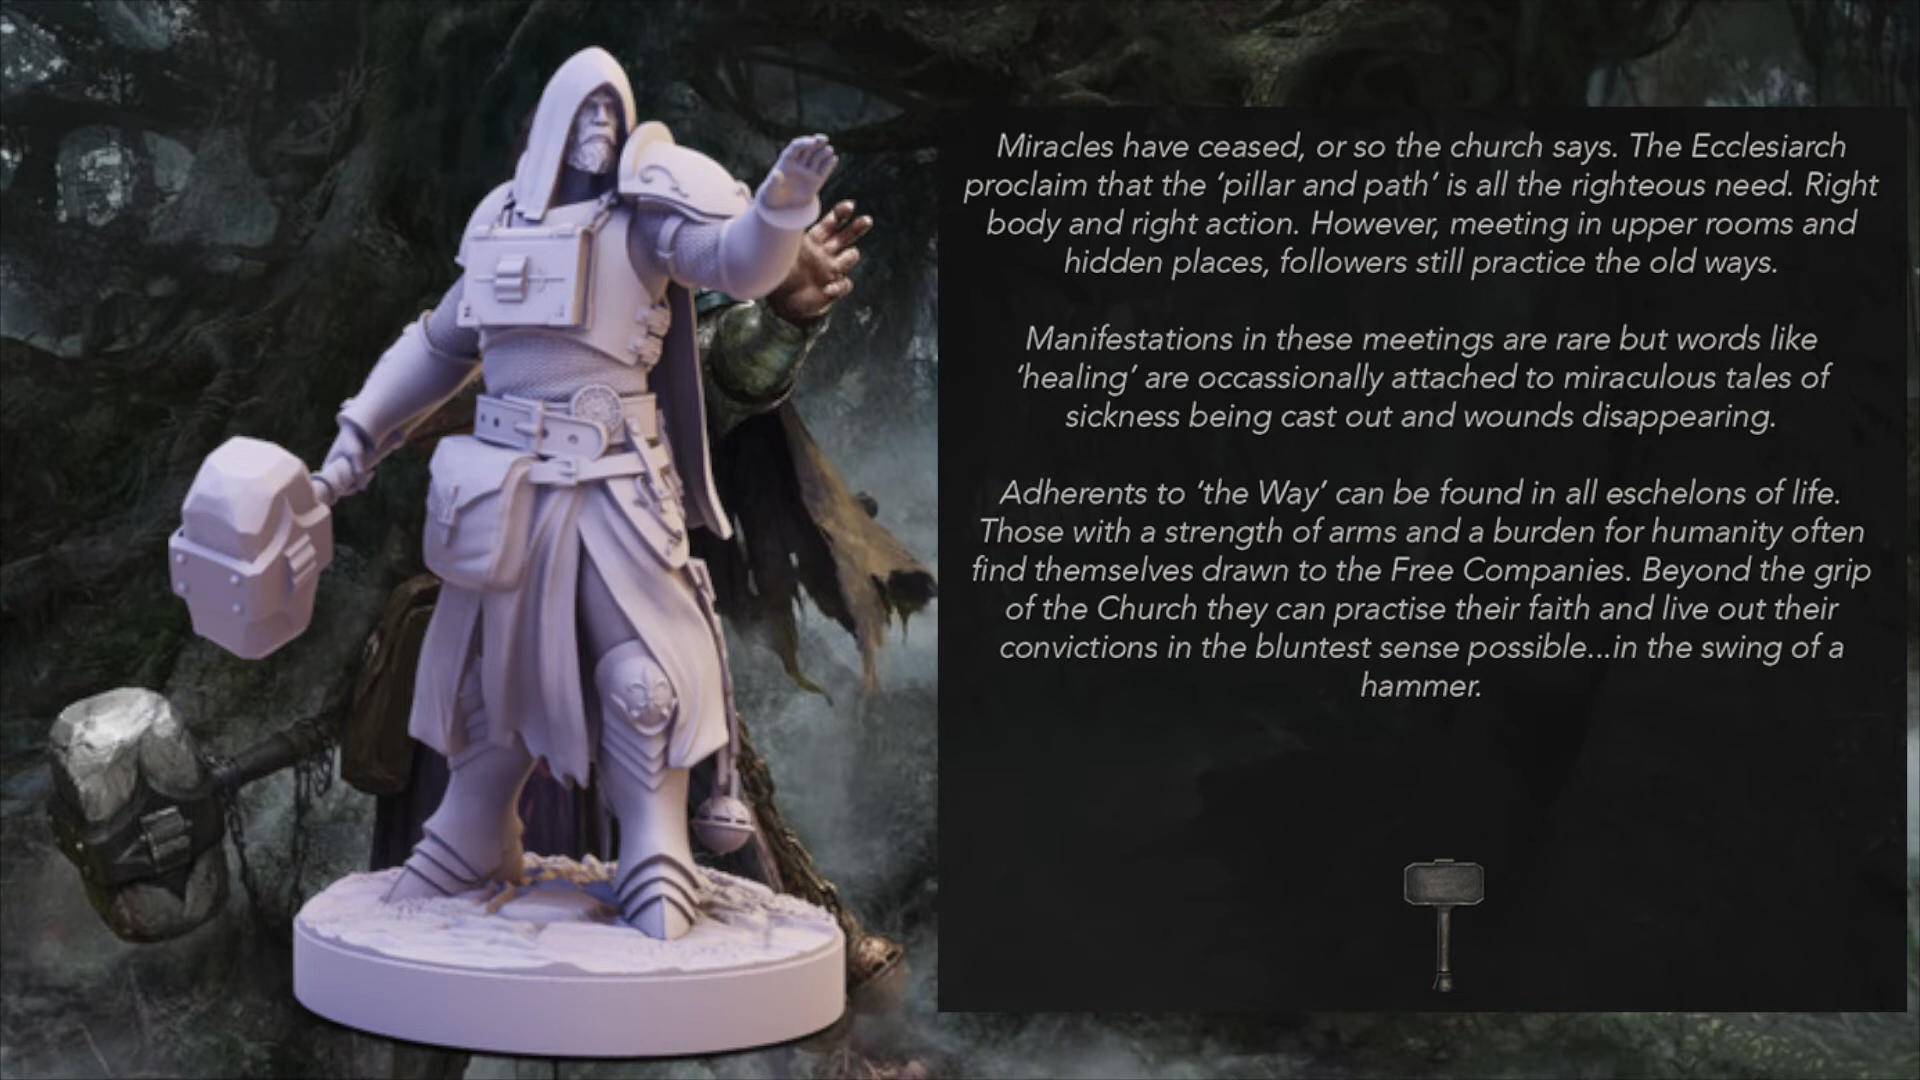 Miracles have ceased, or so the church says. The Ecclesiarch
proclaim that the ‘pillar and path’ is all the righteous need. Right
body and right action. However, meeting in upper rooms and
hidden places, followers still practice the old ways.
Manifestations in these meetings are rare but words like
‘healing’ are occassionally attached to miraculous tales of
sickness being cast out and wounds disappearing.
Adherents to ‘the Way’ can be found in all eschelons of life.
Those with a strength of arms and a burden for humanity often
find themselves drawn to the Free Companies. Beyond the grip
of the Church they can practise their faith and live out their
convictions in the bluntest sense possible...in the swing of a
hammer.